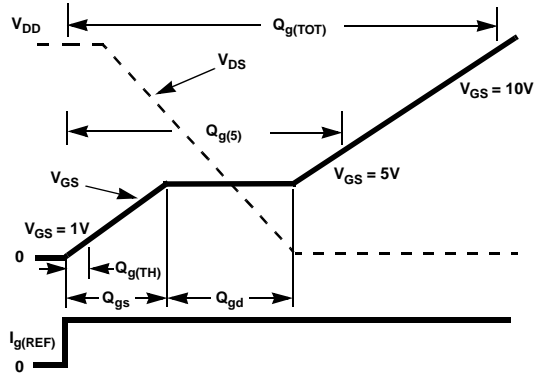 V_DD
Q_g(TOT)
V_DS
V_GS = 10V
Q_g(5)
V_GS
V_GS = 5V
V_GS = 1V
0
Q_g(TH)
Q_gs
Q_gd
I_g(REF)
0